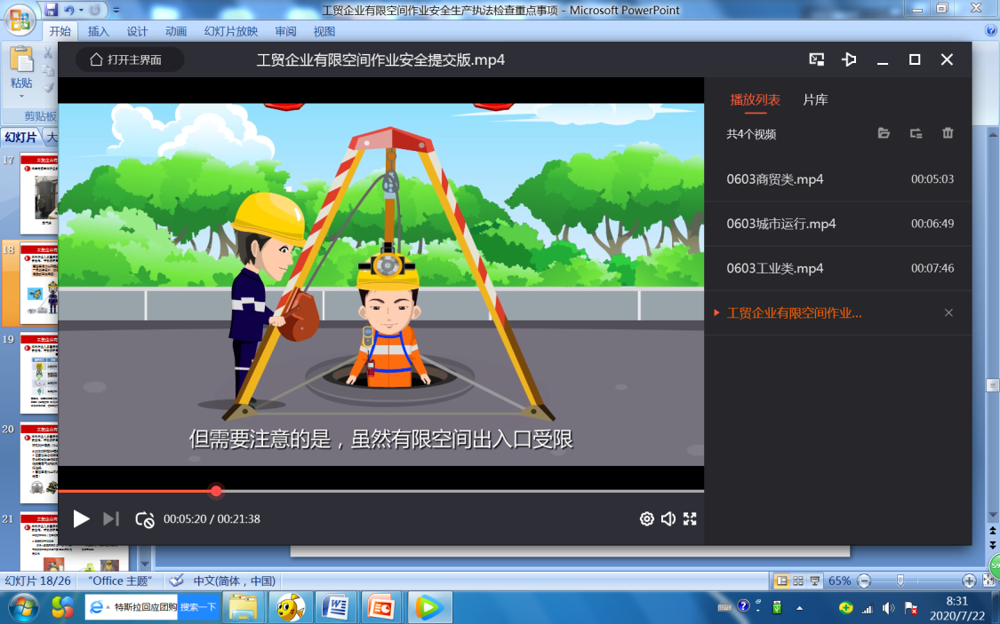 工贸企业有限空间作业安全生产执法检查重点事项 - Microsoft PowerPoint
开始 插入 设计 动画 幻灯片放映 审阅 视图
粘贴
剪贴板
幻灯片 大
17
18
19
20
21
打开主界面
工贸企业有限空间作业安全提交版.mp4
播放列表 片库
共4个视频
0603商贸类.mp4 00:05:03
0603城市运行.mp4 00:06:49
0603工业类.mp4 00:07:46
工贸企业有限空间作业...
但需要注意的是，虽然有限空间出入口受限
00:05:20 / 00:21:38
幻灯片 18/26 “Office 主题” 中文(简体，中国) 65%
特斯拉回应团购 搜索一下
8:31
2020/7/22